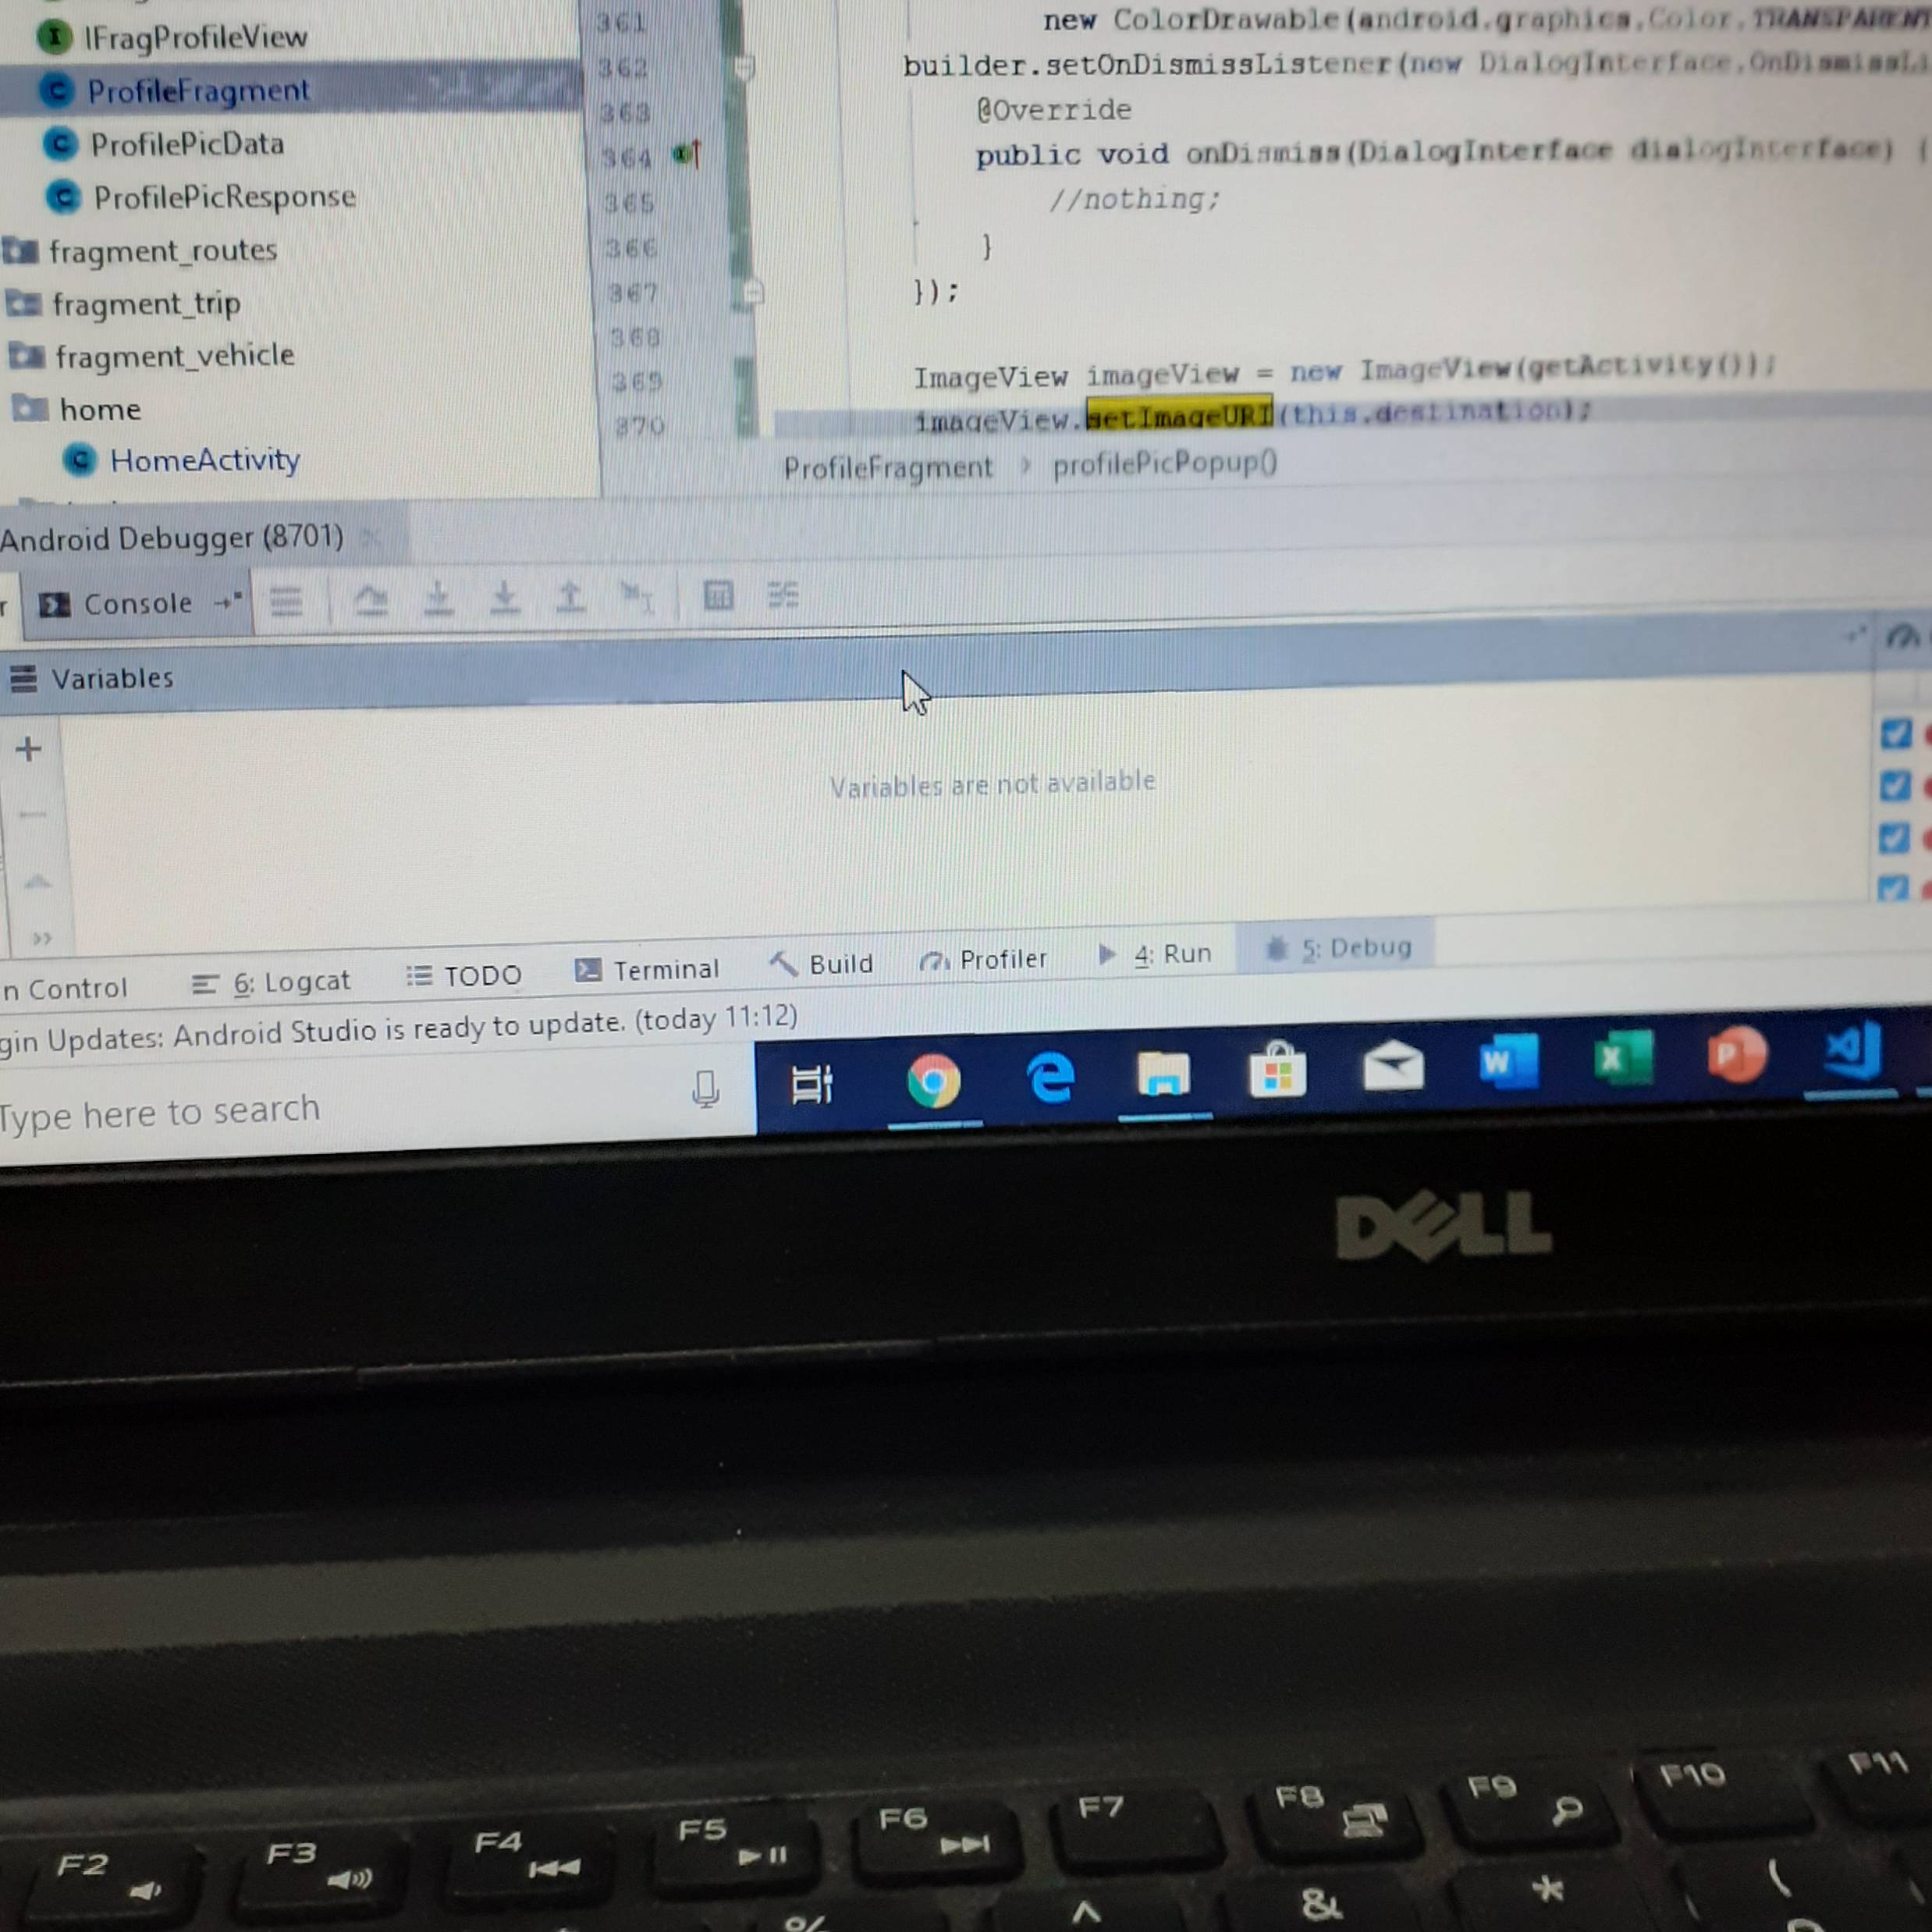 IFragProfileView
ProfileFragment
ProfilePicData
ProfilePicResponse
fragment_routes
fragment_trip
fragment_vehicle
home
HomeActivity
361 new ColorDrawable(android.graphics.Color.TRANSPAREN
362 builder.setOnDismissListener(new DialogInterface.OnDismissLi
363 @Override
364 public void onDismiss(DialogInterface dialogInterface) {
365 //nothing;
366 }
367 });
368
369 ImageView imageView = new ImageView(getActivity());
370 imageView.setImageURI(this.destination);
ProfileFragment › profilePicPopup()
Android Debugger (8701)
r Console
Variables
Variables are not available
n Control 6: Logcat TODO Terminal Build Profiler 4: Run 5: Debug
gin Updates: Android Studio is ready to update. (today 11:12)
Type here to search
W X P
DELL
F2 F3 F4 F5 F6 F7 F8 F9 F10 F11
% ^ & * (